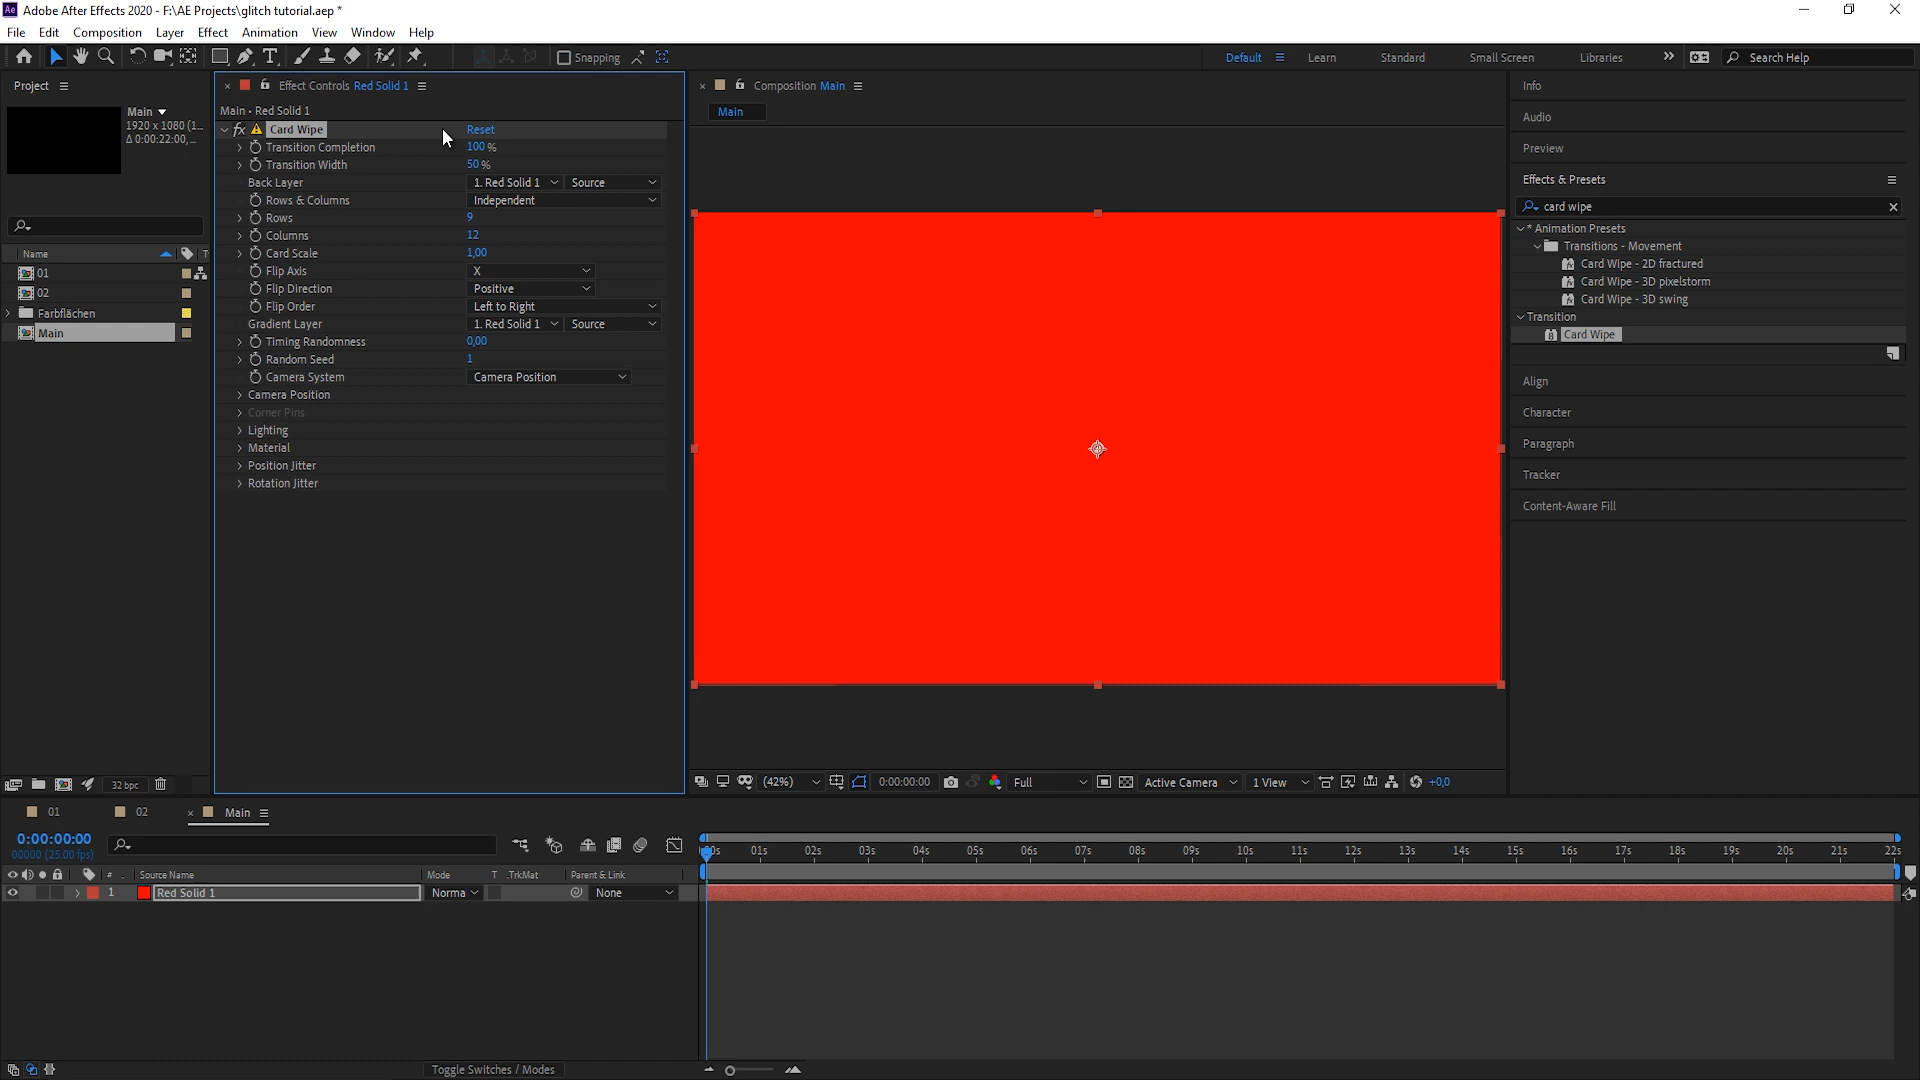 Adobe After Effects 2020 - F:\AE Projects\glitch tutorial.aep *
File Edit Composition Layer Effect Animation View Window Help
Snapping Default Learn Standard Small Screen Libraries Search Help
Project
Main
1920 x 1080 (1...
Δ 0:00:22:00, ...
Name T
01
02
Farbflächen
Main
32 bpc
Effect Controls Red Solid 1
Main • Red Solid 1
fx Card Wipe Reset
Transition Completion 100 %
Transition Width 50 %
Back Layer 1. Red Solid 1 Source
Rows & Columns Independent
Rows 9
Columns 12
Card Scale 1,00
Flip Axis X
Flip Direction Positive
Flip Order Left to Right
Gradient Layer 1. Red Solid 1 Source
Timing Randomness 0,00
Random Seed 1
Camera System Camera Position
Camera Position
Corner Pins
Lighting
Material
Position Jitter
Rotation Jitter
Composition Main
Main
(42%) 0:00:00:00 Full Active Camera 1 View +0,0
Info
Audio
Preview
Effects & Presets
card wipe
* Animation Presets
Transitions - Movement
Card Wipe - 2D fractured
Card Wipe - 3D pixelstorm
Card Wipe - 3D swing
Transition
Card Wipe
Align
Character
Paragraph
Tracker
Content-Aware Fill
01 02 Main
0:00:00:00
00000 (25.00 fps)
# Source Name Mode T .TrkMat Parent & Link
1 Red Solid 1 Norma None
01s 02s 03s 04s 05s 06s 07s 08s 09s 10s 11s 12s 13s 14s 15s 16s 17s 18s 19s 20s 21s 22s
Toggle Switches / Modes